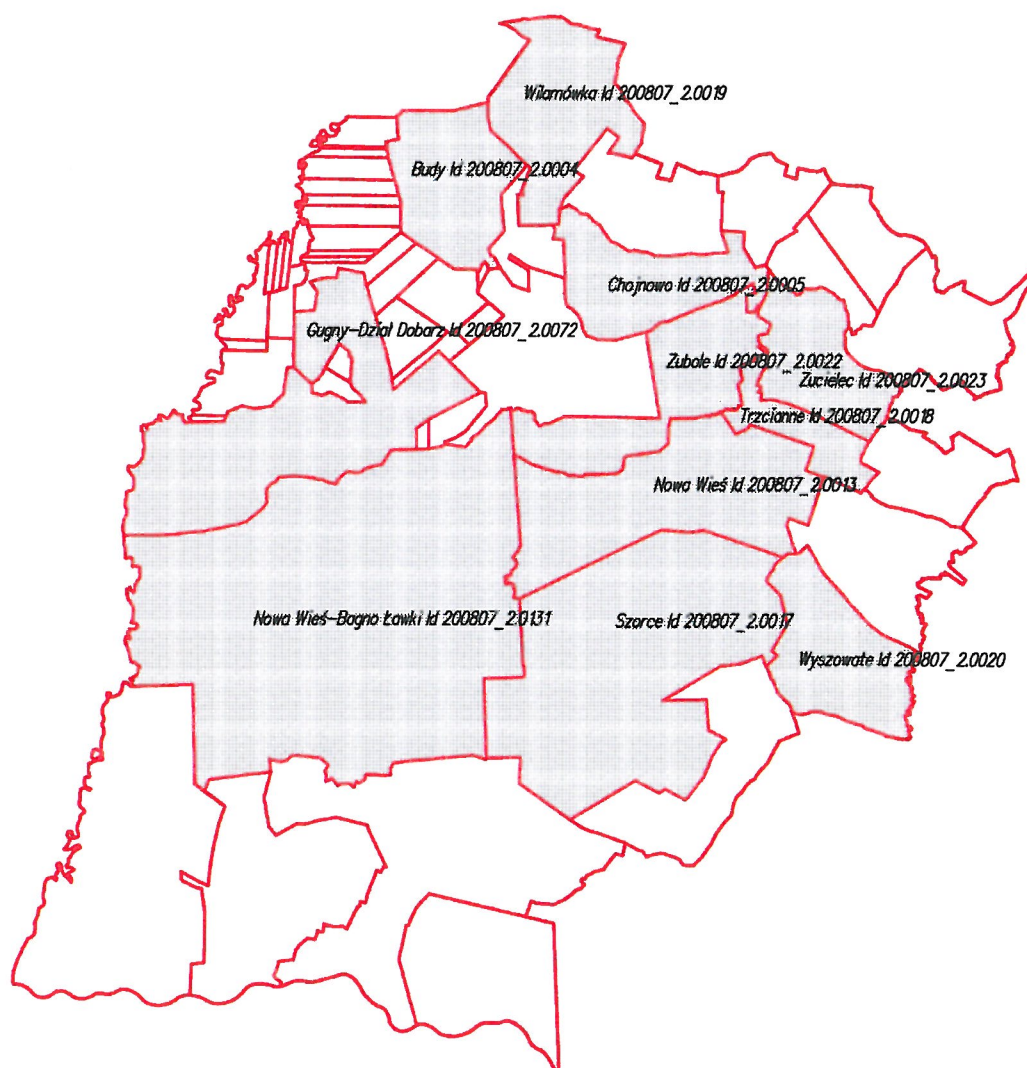 Wilamówka Id 200807_2.0019
Budy Id 200807_2.0004
Chojnowo Id 200807_2.0005
Gugny-Dział Dobarz Id 200807_2.0072
Zubole Id 200807_2.0022
Zucielec Id 200807_2.0023
Trzcianne Id 200807_2.0018
Nowa Wieś Id 200807_2.0013
Nowa Wieś-Bagno Ławki Id 200807_2.0131
Szorce Id 200807_2.0017
Wyszowate Id 200807_2.0020